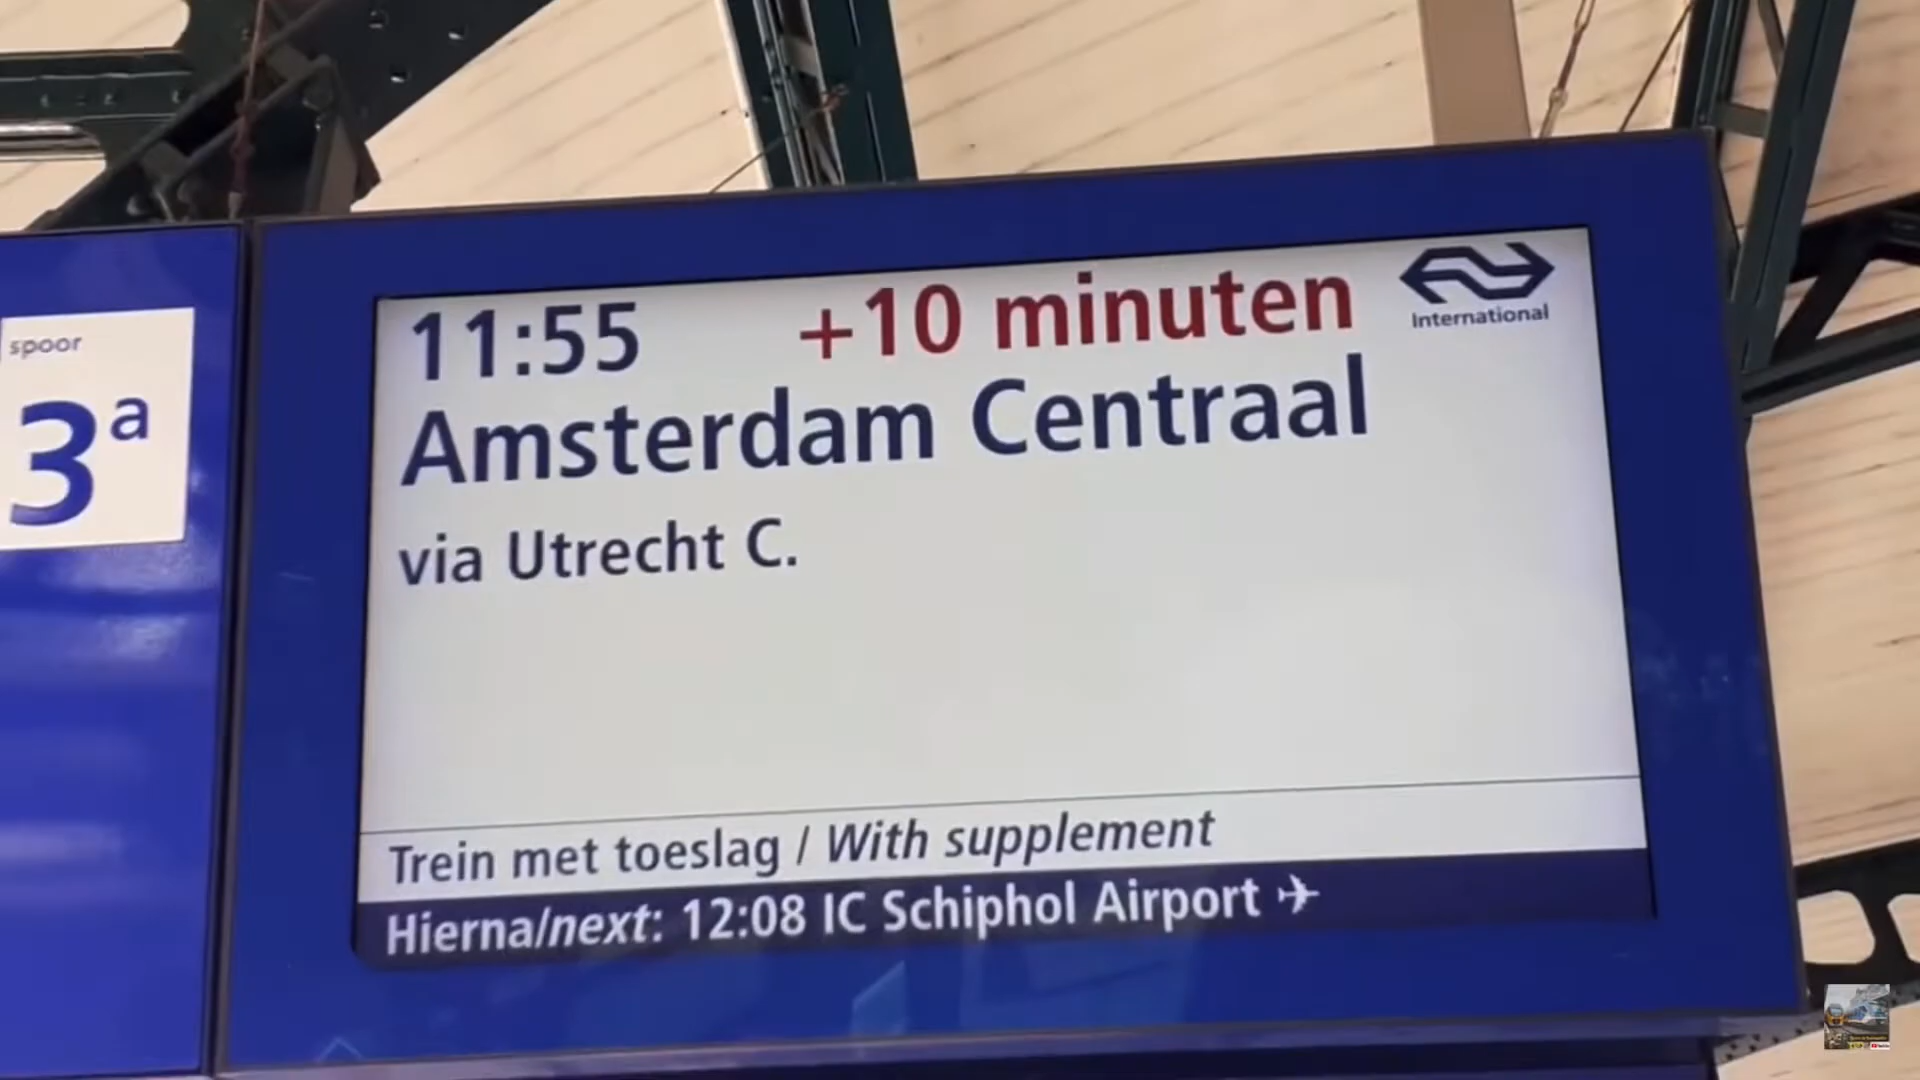 spoor
3a
11:55 +10 minuten
International
Amsterdam Centraal
via Utrecht C.
Trein met toeslag / With supplement
Hierna/next: 12:08 IC Schiphol Airport ✈